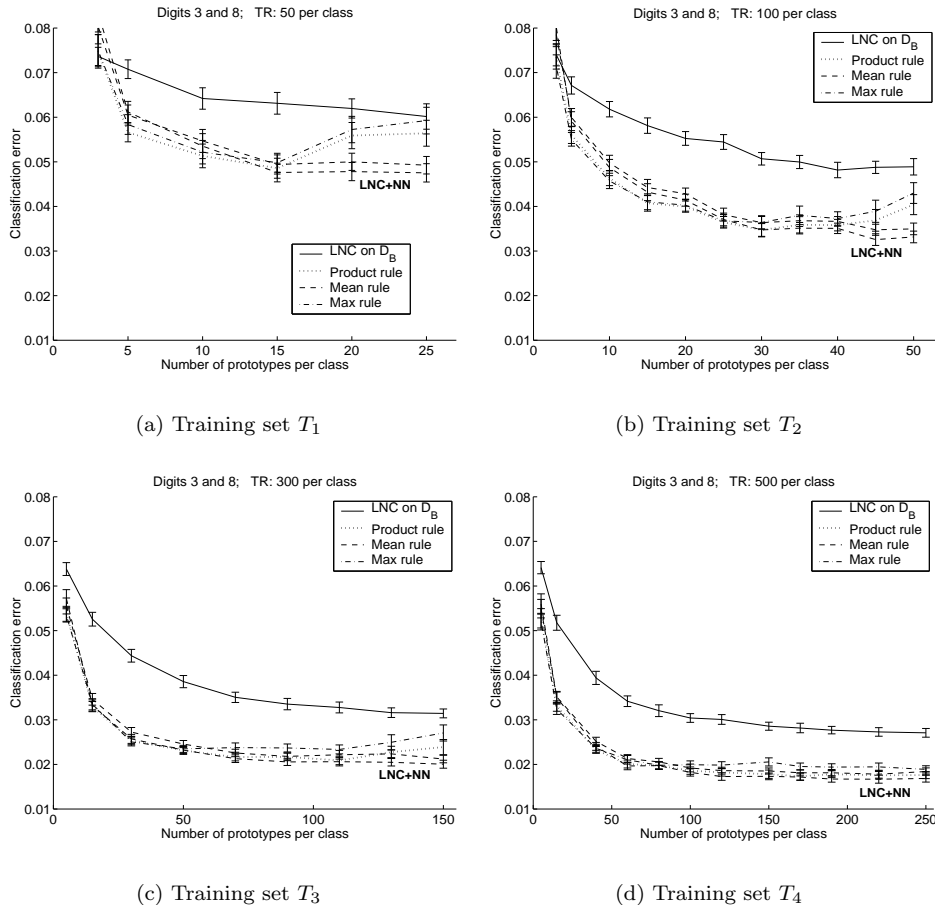 Digits 3 and 8; TR: 50 per class
Classification error
0.08
0.07
0.06
0.05
0.04
0.03
0.02
0.01
0
5
10
15
20
25
Number of prototypes per class
LNC+NN
LNC on D_B
Product rule
Mean rule
Max rule
(a) Training set T_1
Digits 3 and 8; TR: 100 per class
Classification error
0.08
0.07
0.06
0.05
0.04
0.03
0.02
0.01
0
10
20
30
40
50
Number of prototypes per class
LNC on D_B
Product rule
Mean rule
Max rule
LNC+NN
(b) Training set T_2
Digits 3 and 8; TR: 300 per class
Classification error
0.08
0.07
0.06
0.05
0.04
0.03
0.02
0.01
0
50
100
150
Number of prototypes per class
LNC on D_B
Product rule
Mean rule
Max rule
LNC+NN
(c) Training set T_3
Digits 3 and 8; TR: 500 per class
Classification error
0.08
0.07
0.06
0.05
0.04
0.03
0.02
0.01
0
50
100
150
200
250
Number of prototypes per class
LNC on D_B
Product rule
Mean rule
Max rule
LNC+NN
(d) Training set T_4